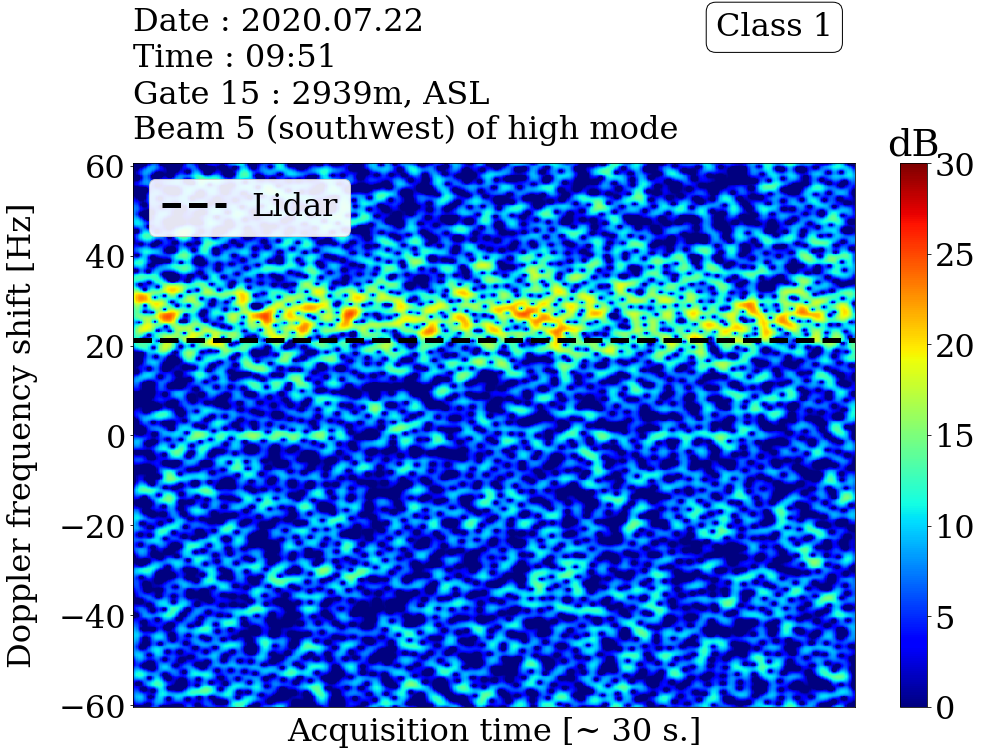 Date : 2020.07.22
Time : 09:51
Gate 15 : 2939m, ASL
Beam 5 (southwest) of high mode
Class 1
dB
Lidar
Doppler frequency shift [Hz]
60
40
20
0
−20
−40
−60
30
25
20
15
10
5
0
Acquisition time [~ 30 s.]